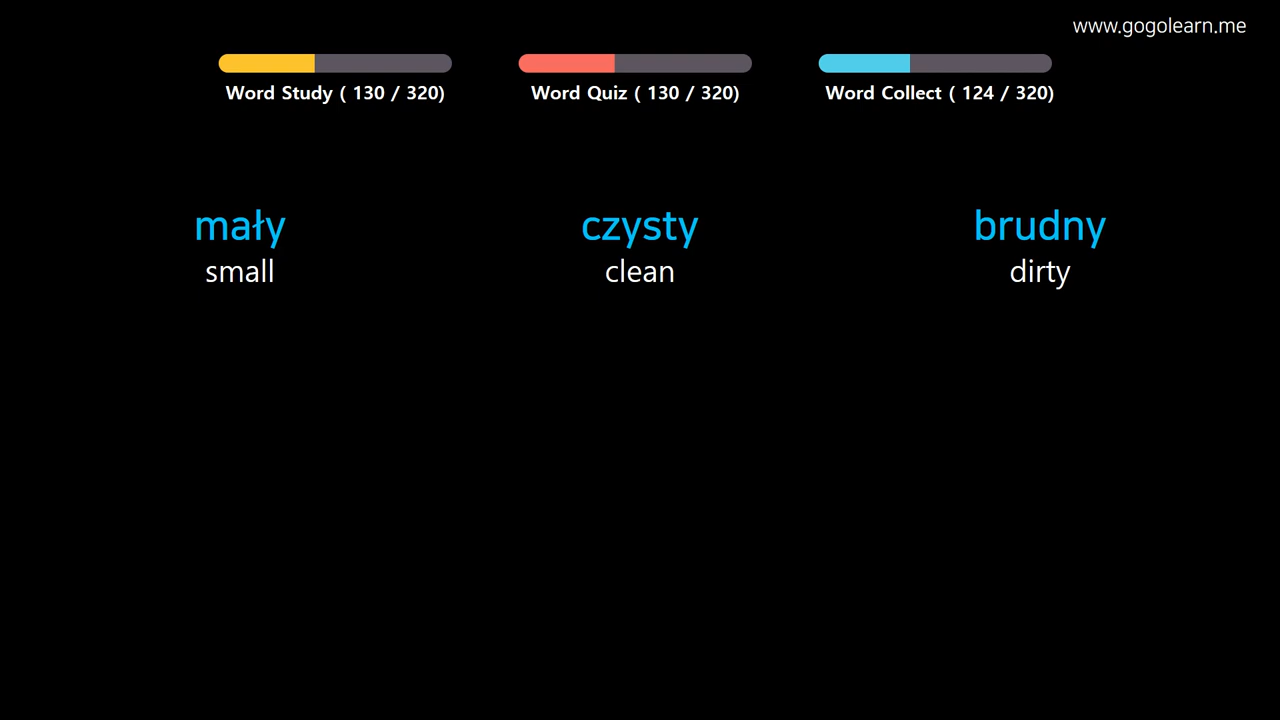 www.gogolearn.me
Word Study ( 130 / 320)
Word Quiz ( 130 / 320)
Word Collect ( 124 / 320)
mały
small
czysty
clean
brudny
dirty